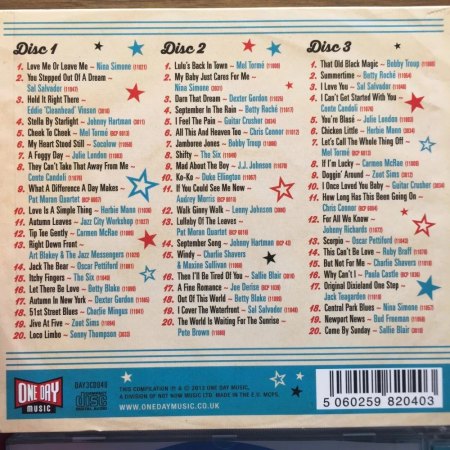 Disc 1
1. Love Me Or Leave Me ~ Nina Simone
2. You Stepped Out Of A Dream ~
Sal Salvador
3. Hold It Right There ~
Eddie 'Cleanhead' Vinson
4. Stella By Starlight ~ Johnny Hartman
5. Cheek To Cheek ~ Mel Tormé
6. My Heart Stood Still ~ Socolow
7. A Foggy Day ~ Julie London
8. They Can't Take That Away From Me ~
Conte Candoli
9. What A Difference A Day Makes ~
Pat Moran Quartet
10. Love Is A Simple Thing ~ Herbie Mann
11. Autumn Leaves ~ Jazz City Workshop
12. Tip Toe Gently ~ Carmen McRae
13. Right Down Front ~
Art Blakey & The Jazz Messengers
14. Jack The Bear ~ Oscar Pettiford
15. Itchy Fingers ~ The Six
16. Let There Be Love ~ Betty Blake
17. Autumn In New York ~ Dexter Gordon
18. 51st Street Blues ~ Charlie Mingus
19. Jive At Five ~ Zoot Sims
20. Loco Limbo ~ Sonny Thompson
Disc 2
1. Lulu's Back In Town ~ Mel Tormé
2. My Baby Just Cares For Me ~
Nina Simone
3. Darn That Dream ~ Dexter Gordon
4. September In The Rain ~ Betty Roché
5. I Feel The Pain ~ Guitar Crusher
6. All This And Heaven Too ~ Chris Connor
7. Jamboree Jones ~ Bobby Troup
8. Shifty ~ The Six
9. Mad About The Boy ~ J.J. Johnson
10. Ko-Ko ~ Duke Ellington
11. If You Could See Me Now ~
Audrey Morris
12. Walk Ginny Walk ~ Lenny Johnson
13. Lullaby Of The Leaves ~
Pat Moran Quartet
14. September Song ~ Johnny Hartman
15. Windy ~ Charlie Shavers
& Maxine Sullivan
16. Then I'll Be Tired Of You ~ Sallie Blair
17. A Fine Romance ~ Joe Derise
18. Out Of This World ~ Betty Blake
19. I Cover The Waterfront ~ Sal Salvador
20. The World Is Waiting For The Sunrise ~
Pete Brown
Disc 3
1. That Old Black Magic ~ Bobby Troup
2. Summertime ~ Betty Roché
3. I Love You ~ Sal Salvador
4. I Can't Get Started With You ~
Conte Candoli
5. You're Blasé ~ Julie London
6. Chicken Little ~ Herbie Mann
7. Let's Call The Whole Thing Off ~
Mel Tormé
8. If I'm Lucky ~ Carmen McRae
9. Doggin' Around ~ Zoot Sims
10. I Once Loved You Baby ~ Guitar Crusher
11. How Long Has This Been Going On ~
Chris Connor
12. For All We Know ~
Johnny Richards
13. Scorpio ~ Oscar Pettiford
14. This Can't Be Love ~ Ruby Braff
15. But Not For Me ~ Charlie Shavers
16. Why Can't I ~ Paula Castle
17. Original Dixieland One Step ~
Jack Teagarden
18. Central Park Blues ~ Nina Simone
19. Newport News ~ Bud Freeman
20. Come By Sunday ~ Sallie Blair
ONE DAY
MUSIC
DAY3CD048
COMPACT
disc
DIGITAL AUDIO
THIS COMPILATION ℗ & © 2013 ONE DAY MUSIC,
A DIVISION OF NOT NOW MUSIC LTD. MADE IN THE E.U. MCPS.
WWW.ONEDAYMUSIC.CO.UK
5 060259 820403